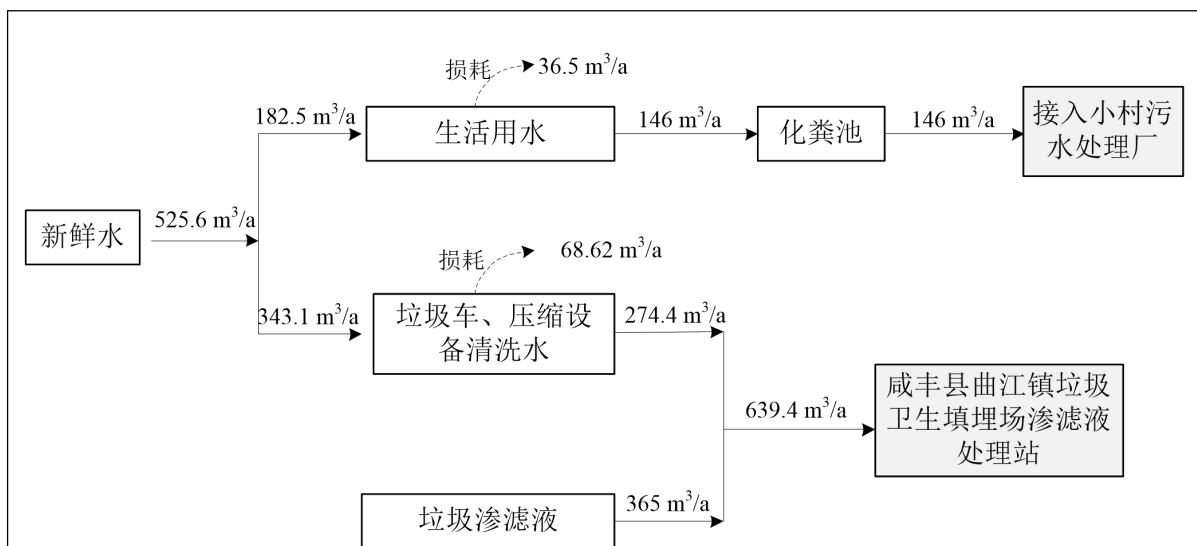 损耗
36.5 m³/a
182.5 m³/a
生活用水
146 m³/a
化粪池
146 m³/a
接入小村污
水处理厂
新鲜水
525.6 m³/a
损耗
68.62 m³/a
343.1 m³/a
垃圾车、压缩设
备清洗水
274.4 m³/a
639.4 m³/a
咸丰县曲江镇垃圾
卫生填埋场渗滤液
处理站
垃圾渗滤液
365 m³/a